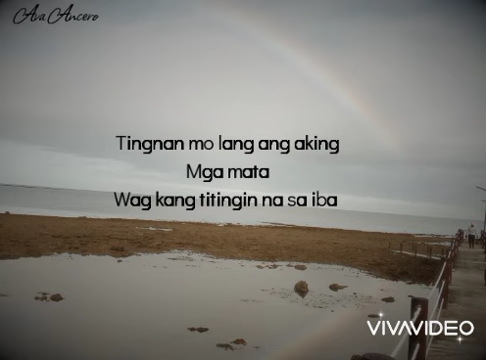 Ava Ancero
Tingnan mo lang ang aking
Mga mata
Wag kang titingin na sa iba
VIVAVIDEO